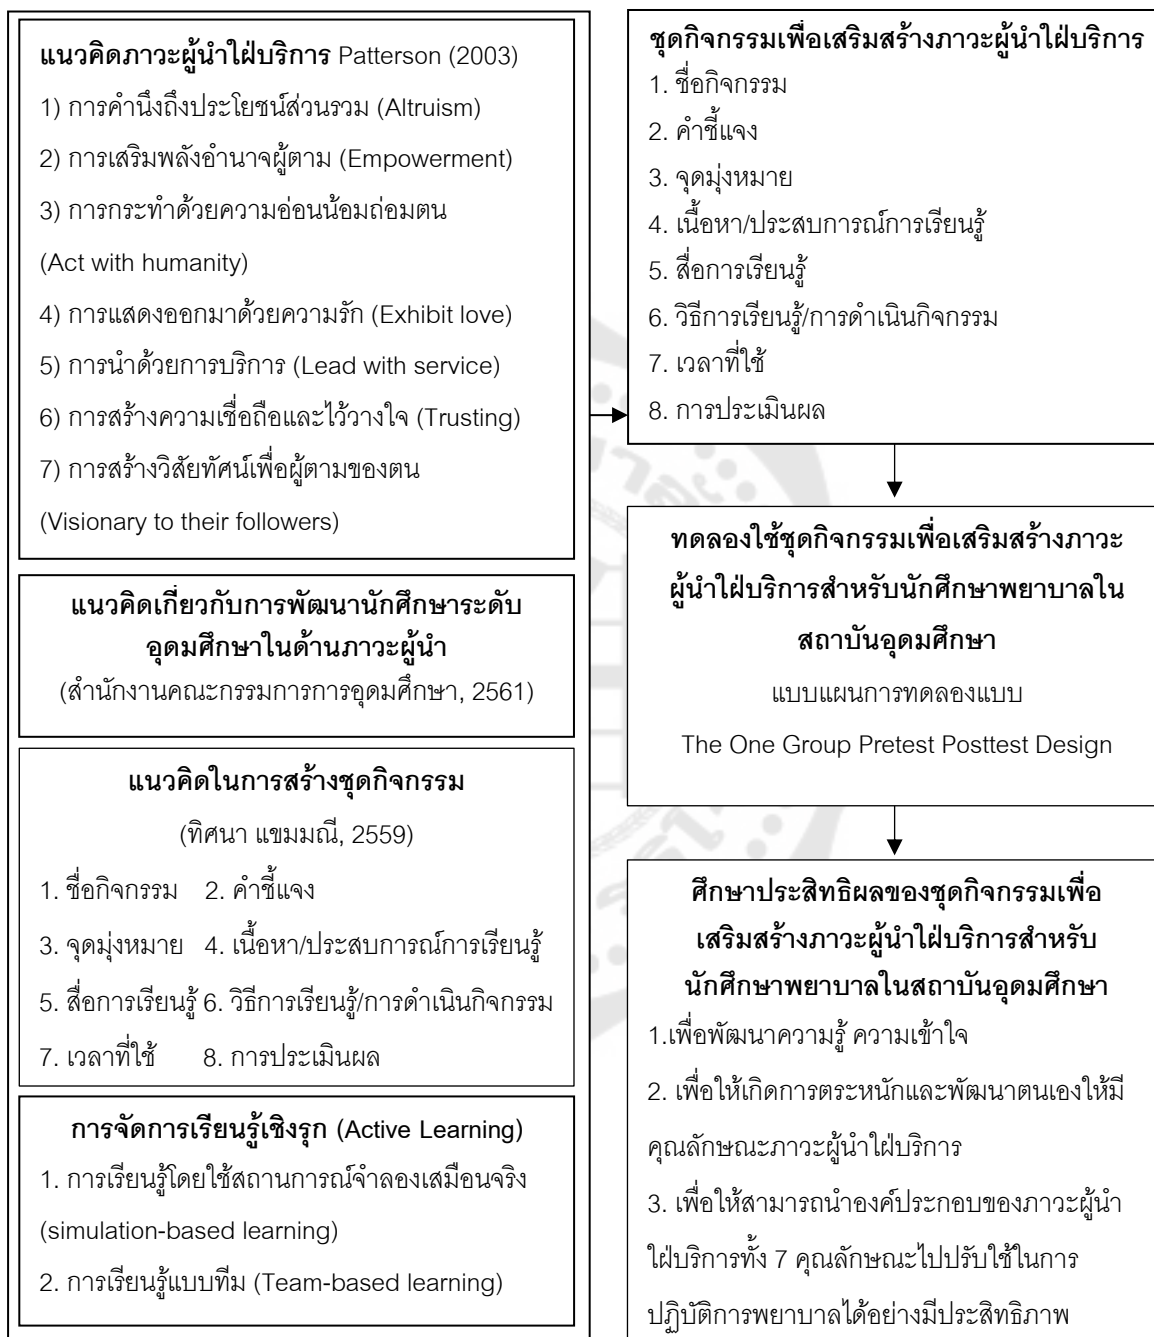 แนวคิดภาวะผู้นำใฝ่บริการ Patterson (2003)
1) การคำนึงถึงประโยชน์ส่วนรวม (Altruism)
2) การเสริมพลังอำนาจผู้ตาม (Empowerment)
3) การกระทำด้วยความอ่อนน้อมถ่อมตน
(Act with humanity)
4) การแสดงออกมาด้วยความรัก (Exhibit love)
5) การนำด้วยการบริการ (Lead with service)
6) การสร้างความเชื่อถือและไว้วางใจ (Trusting)
7) การสร้างวิสัยทัศน์เพื่อผู้ตามของตน
(Visionary to their followers)
แนวคิดเกี่ยวกับการพัฒนานักศึกษาระดับ
อุดมศึกษาในด้านภาวะผู้นำ
(สำนักงานคณะกรรมการการอุดมศึกษา, 2561)
แนวคิดในการสร้างชุดกิจกรรม
(ทิศนา แขมมณี, 2559)
1. ชื่อกิจกรรม 2. คำชี้แจง
3. จุดมุ่งหมาย 4. เนื้อหา/ประสบการณ์การเรียนรู้
5. สื่อการเรียนรู้ 6. วิธีการเรียนรู้/การดำเนินกิจกรรม
7. เวลาที่ใช้ 8. การประเมินผล
การจัดการเรียนรู้เชิงรุก (Active Learning)
1. การเรียนรู้โดยใช้สถานการณ์จำลองเสมือนจริง
(simulation-based learning)
2. การเรียนรู้แบบทีม (Team-based learning)
ชุดกิจกรรมเพื่อเสริมสร้างภาวะผู้นำใฝ่บริการ
1. ชื่อกิจกรรม
2. คำชี้แจง
3. จุดมุ่งหมาย
4. เนื้อหา/ประสบการณ์การเรียนรู้
5. สื่อการเรียนรู้
6. วิธีการเรียนรู้/การดำเนินกิจกรรม
7. เวลาที่ใช้
8. การประเมินผล
ทดลองใช้ชุดกิจกรรมเพื่อเสริมสร้างภาวะ
ผู้นำใฝ่บริการสำหรับนักศึกษาพยาบาลใน
สถาบันอุดมศึกษา
แบบแผนการทดลองแบบ
The One Group Pretest Posttest Design
ศึกษาประสิทธิผลของชุดกิจกรรมเพื่อ
เสริมสร้างภาวะผู้นำใฝ่บริการสำหรับ
นักศึกษาพยาบาลในสถาบันอุดมศึกษา
1.เพื่อพัฒนาความรู้ ความเข้าใจ
2. เพื่อให้เกิดการตระหนักและพัฒนาตนเองให้มี
คุณลักษณะภาวะผู้นำใฝ่บริการ
3. เพื่อให้สามารถนำองค์ประกอบของภาวะผู้นำ
ใฝ่บริการทั้ง 7 คุณลักษณะไปปรับใช้ในการ
ปฏิบัติการพยาบาลได้อย่างมีประสิทธิภาพ